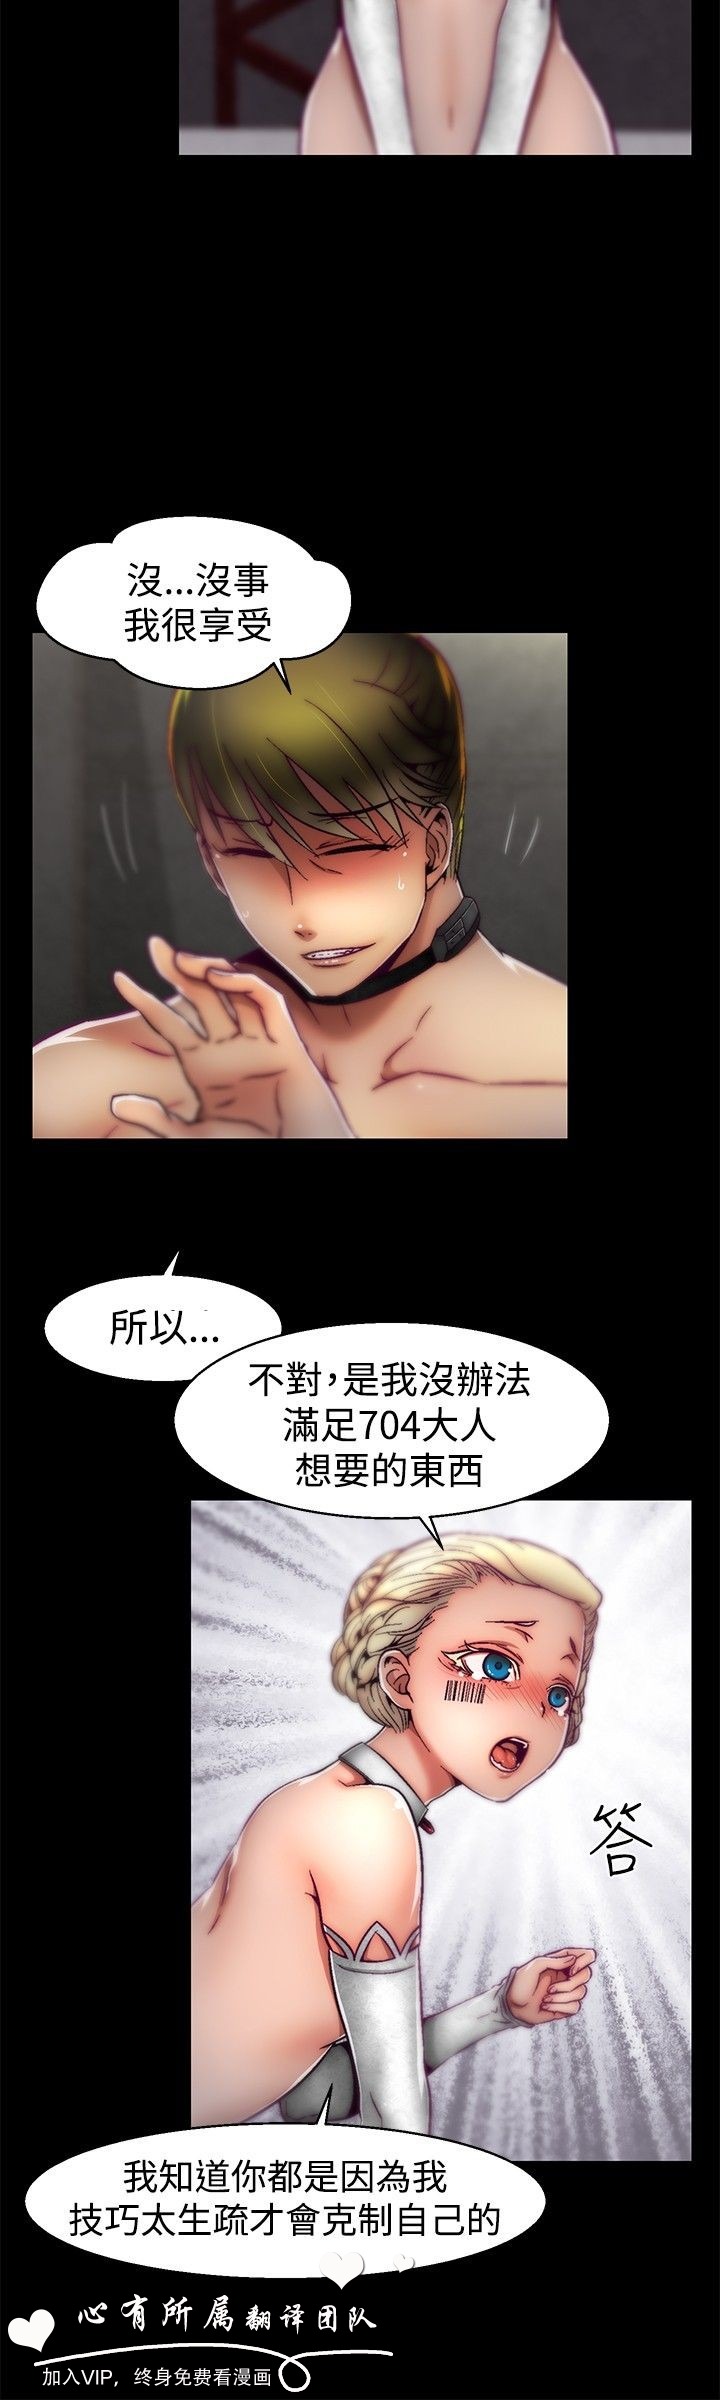 沒...沒事
我很享受
所以...
不對，是我沒辦法
滿足704大人
想要的東西
答
我知道你都是因為我
技巧太生疏才會克制自己的
心有所属翻译团队
加入VIP，终身免费看漫画